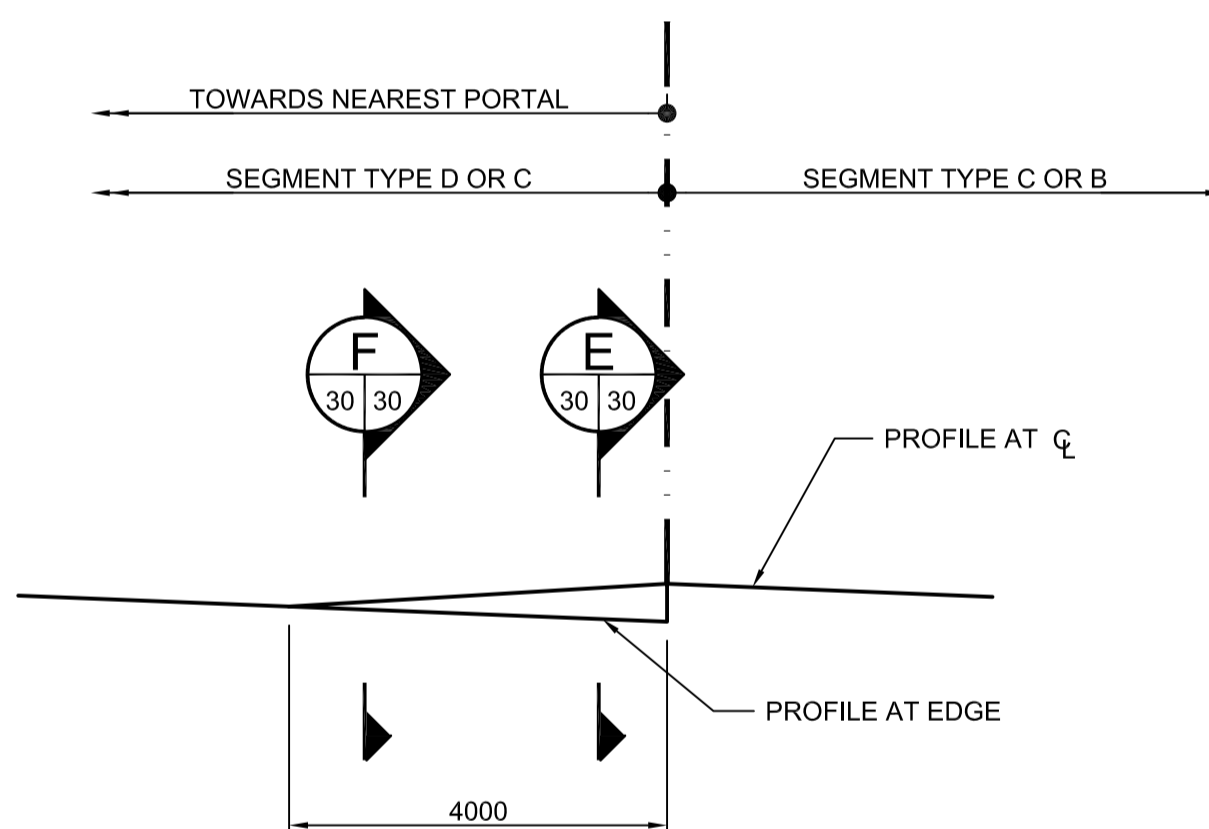 TOWARDS NEAREST PORTAL
SEGMENT TYPE D OR C
SEGMENT TYPE C OR B
F
30 30
E
30 30
PROFILE AT ℄
PROFILE AT EDGE
4000